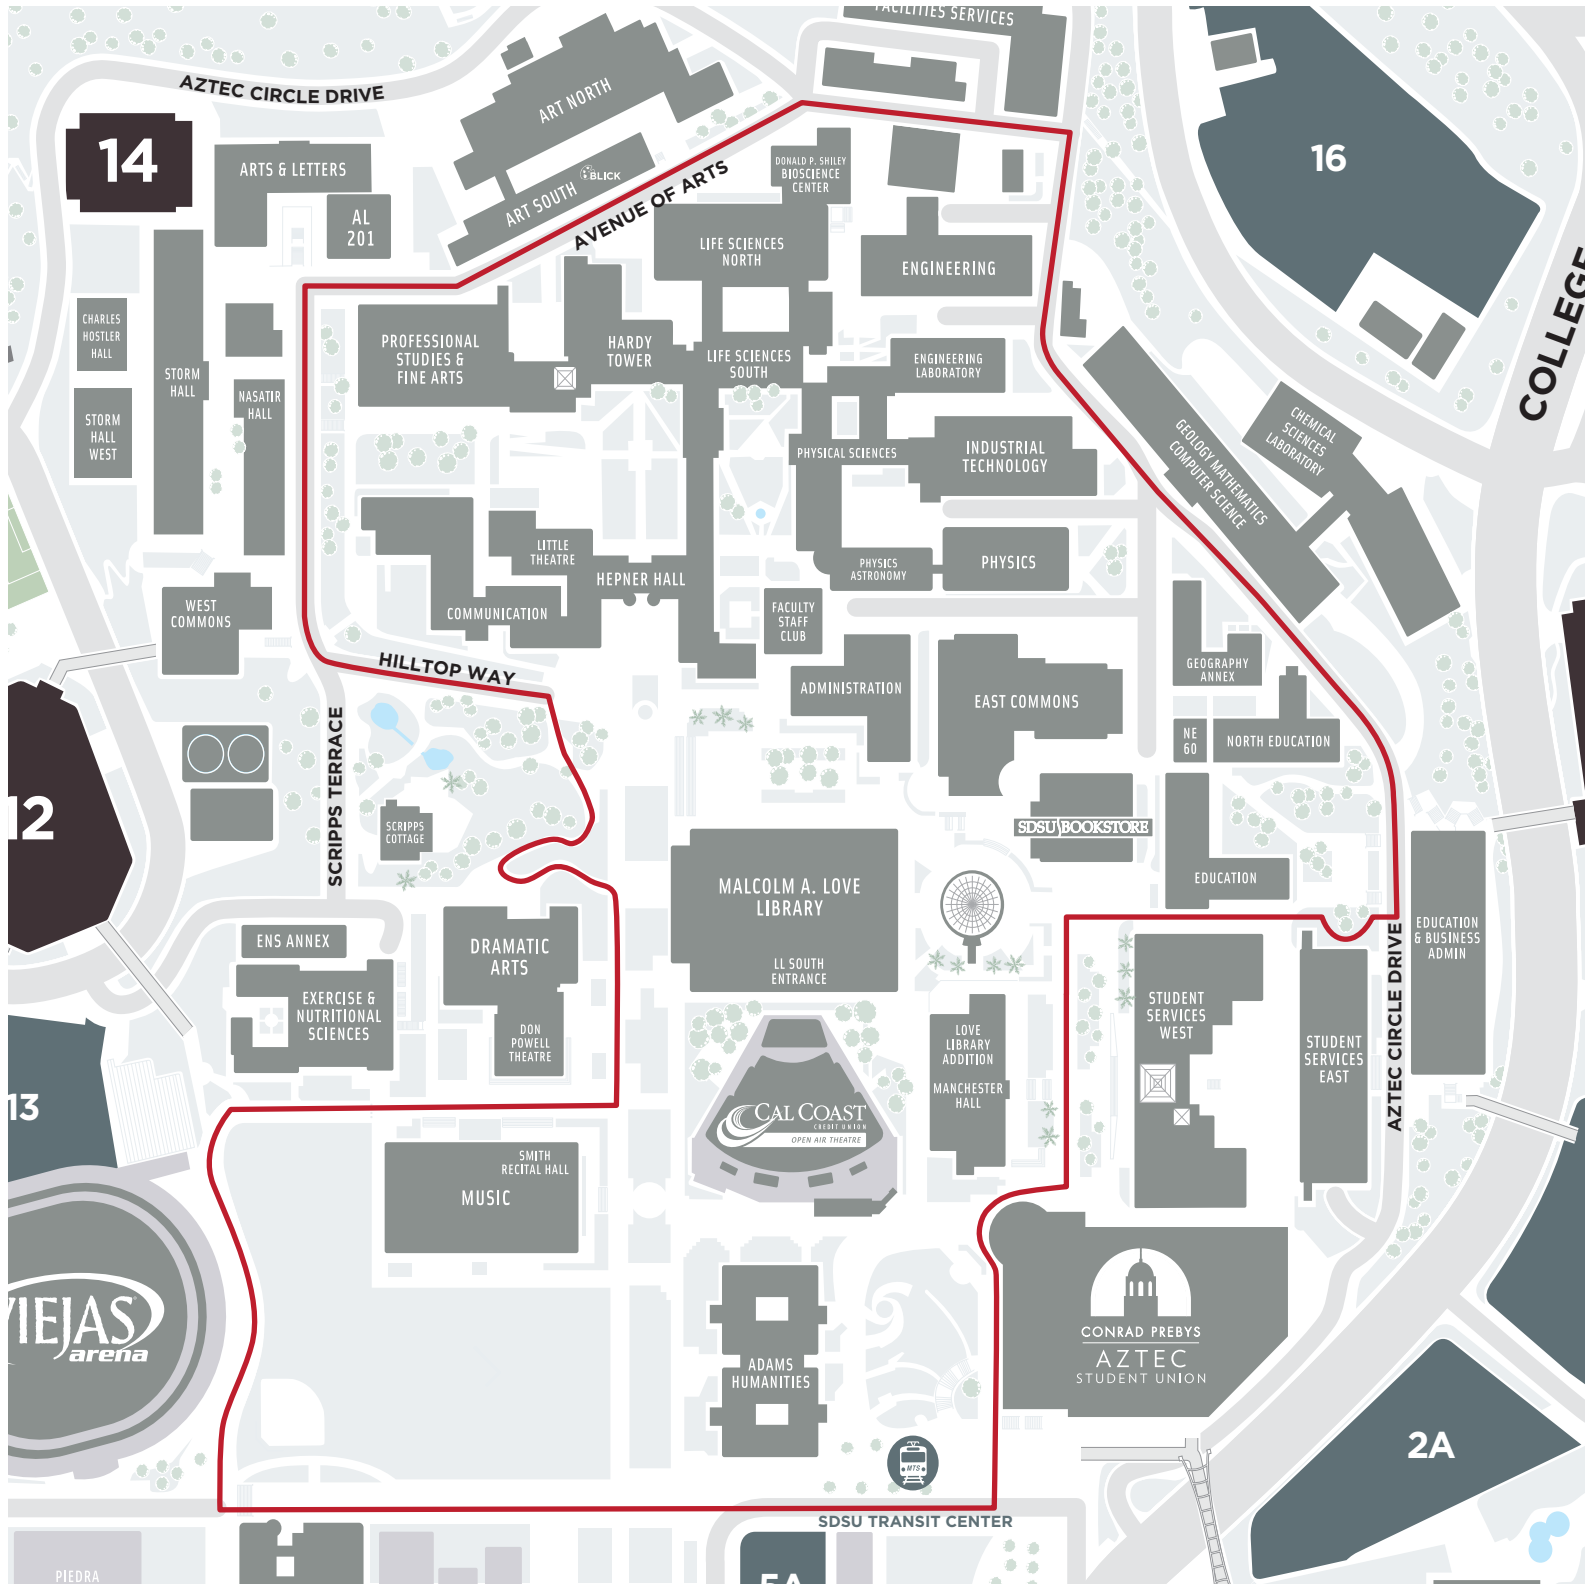 FACILITIES SERVICES
AZTEC CIRCLE DRIVE
ART NORTH
14
ARTS & LETTERS
AL
201
ART SOUTH
BLICK
AVENUE OF ARTS
DONALD P. SHILEY
BIOSCIENCE
CENTER
16
LIFE SCIENCES
NORTH
ENGINEERING
COLLEGE
CHARLES
HOSTLER
HALL
STORM
HALL
NASATIR
HALL
STORM
HALL
WEST
PROFESSIONAL
STUDIES &
FINE ARTS
HARDY
TOWER
LIFE SCIENCES
SOUTH
ENGINEERING
LABORATORY
PHYSICAL SCIENCES
INDUSTRIAL
TECHNOLOGY
GEOLOGY MATHEMATICS
COMPUTER SCIENCE
CHEMICAL
SCIENCES
LABORATORY
LITTLE
THEATRE
HEPNER HALL
COMMUNICATION
PHYSICS
ASTRONOMY
PHYSICS
FACULTY
STAFF
CLUB
WEST
COMMONS
HILLTOP WAY
ADMINISTRATION
EAST COMMONS
GEOGRAPHY
ANNEX
NE
60
NORTH EDUCATION
SCRIPPS TERRACE
12
SCRIPPS
COTTAGE
SDSU BOOKSTORE
EDUCATION
MALCOLM A. LOVE
LIBRARY
LL SOUTH
ENTRANCE
EDUCATION
& BUSINESS
ADMIN
ENS ANNEX
DRAMATIC
ARTS
EXERCISE &
NUTRITIONAL
SCIENCES
DON
POWELL
THEATRE
LOVE
LIBRARY
ADDITION
MANCHESTER
HALL
STUDENT
SERVICES
WEST
STUDENT
SERVICES
EAST
AZTEC CIRCLE DRIVE
13
CAL COAST
CREDIT UNION
OPEN AIR THEATRE
SMITH
RECITAL HALL
MUSIC
VIEJAS
arena
ADAMS
HUMANITIES
CONRAD PREBYS
AZTEC
STUDENT UNION
MTS
2A
SDSU TRANSIT CENTER
PIEDRA
5A